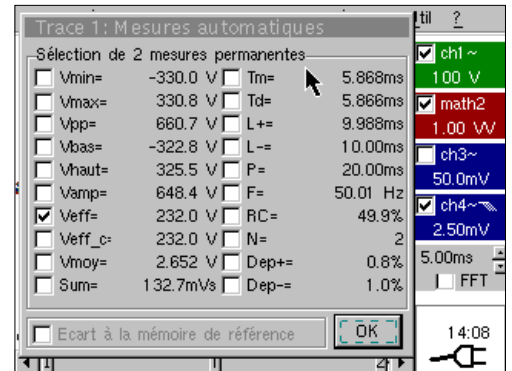 Trace 1: Mesures automatiques
Sélection de 2 mesures permanentes
Vmin= -330.0 V Tm= 5.868ms
Vmax= 330.8 V Td= 5.866ms
Vpp= 660.7 V L+= 9.988ms
Vbas= -322.8 V L-= 10.00ms
Vhaut= 325.5 V P= 20.00ms
Vamp= 648.4 V F= 50.01 Hz
Veff= 232.0 V RC= 49.9%
Veff_c= 232.0 V N= 2
Vmoy= 2.652 V Dep+= 0.8%
Sum= 132.7mVs Dep-= 1.0%
Ecart à la mémoire de référence
OK
til ?
ch1 ~
100 V
math2
1.00 VV
ch3~
50.0mV
ch4~
2.50mV
5.00ms
FFT
14:08